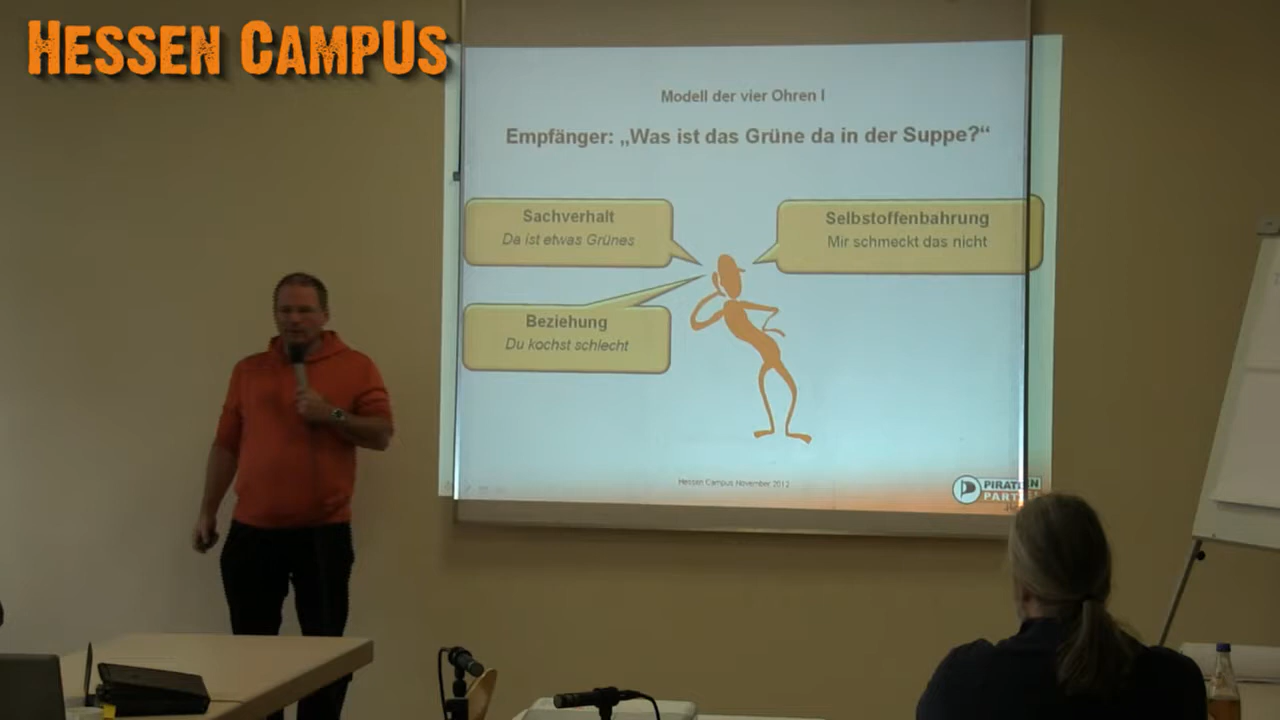 HESSEN CAMPUS
Modell der vier Ohren I
Empfänger: „Was ist das Grüne da in der Suppe?“
Sachverhalt
Da ist etwas Grünes
Selbstoffenbahrung
Mir schmeckt das nicht
Beziehung
Du kochst schlecht
Hessen Campus November 2012
PIRATEN
PARTEI